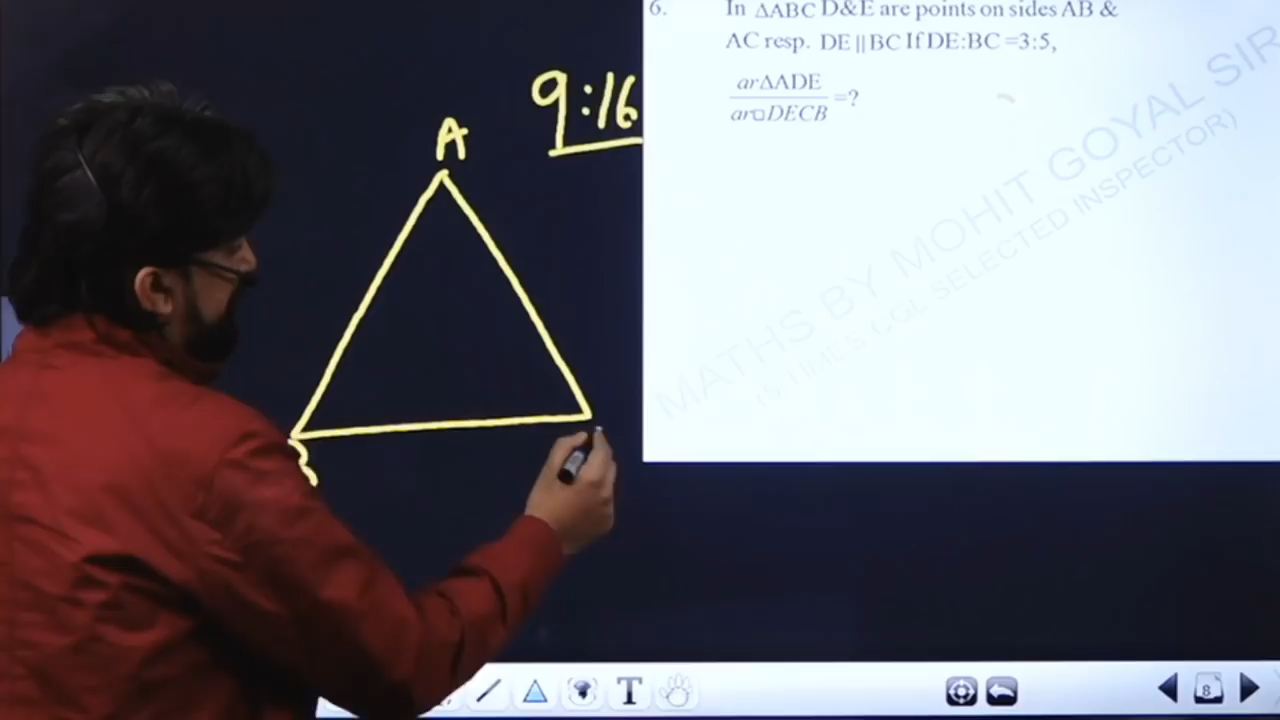 6. In ΔABC D&E are points on sides AB &
AC resp. DE||BC If DE:BC =3:5,
arΔADE
ar▫DECB =?
9:16
A
B
MATHS BY MOHIT GOYAL SIR
SELECTED INSPECTOR)
T
8